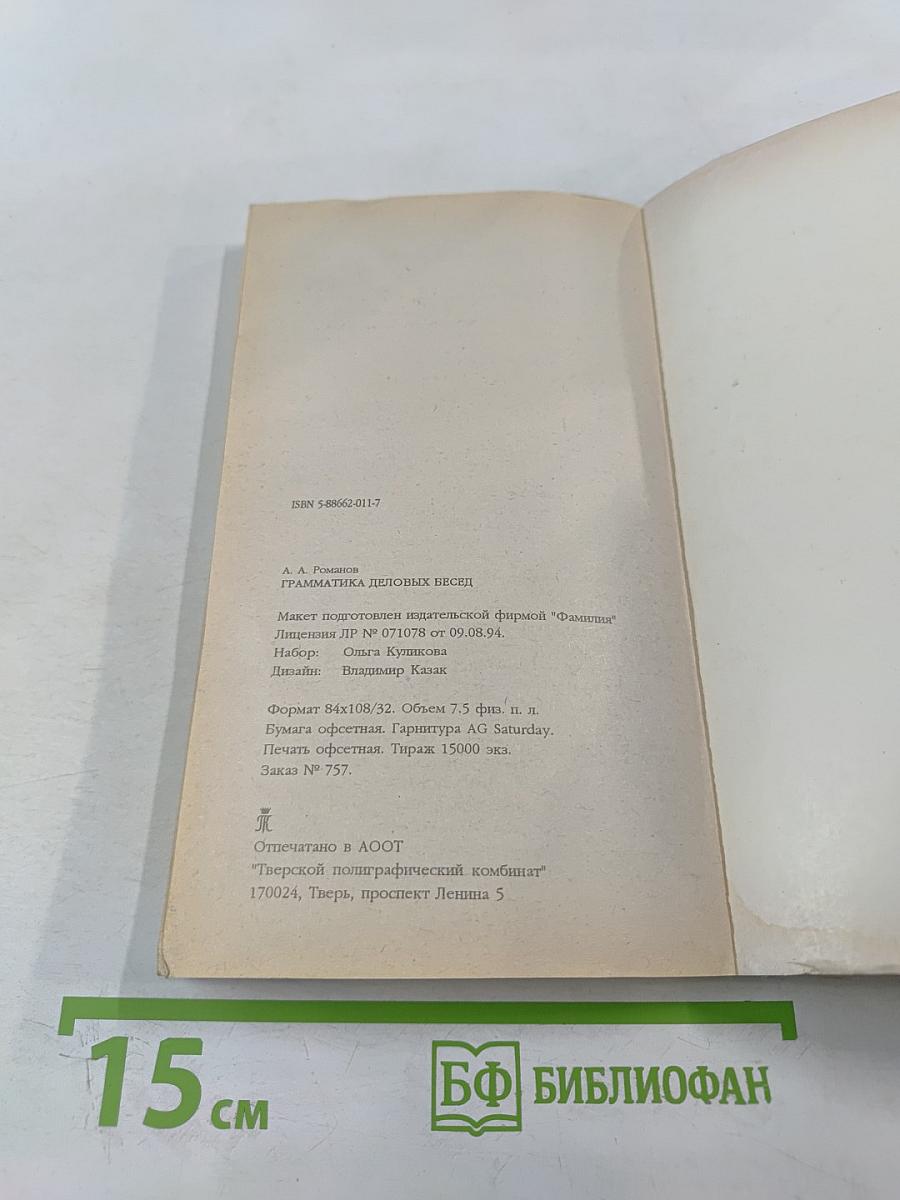 ISBN 5-88662-011-7
А. А. Романов
ГРАММАТИКА ДЕЛОВЫХ БЕСЕД
Макет подготовлен издательской фирмой "Фамилия"
Лицензия ЛР № 071078 от 09.08.94.
Набор: Ольга Куликова
Дизайн: Владимир Казак
Формат 84х108/32. Объем 7.5 физ. п. л.
Бумага офсетная. Гарнитура AG Saturday.
Печать офсетная. Тираж 15000 экз.
Заказ № 757.
Отпечатано в АООТ
"Тверской полиграфический комбинат"
170024, Тверь, проспект Ленина 5
15 см
БФ БИБЛИОФАН